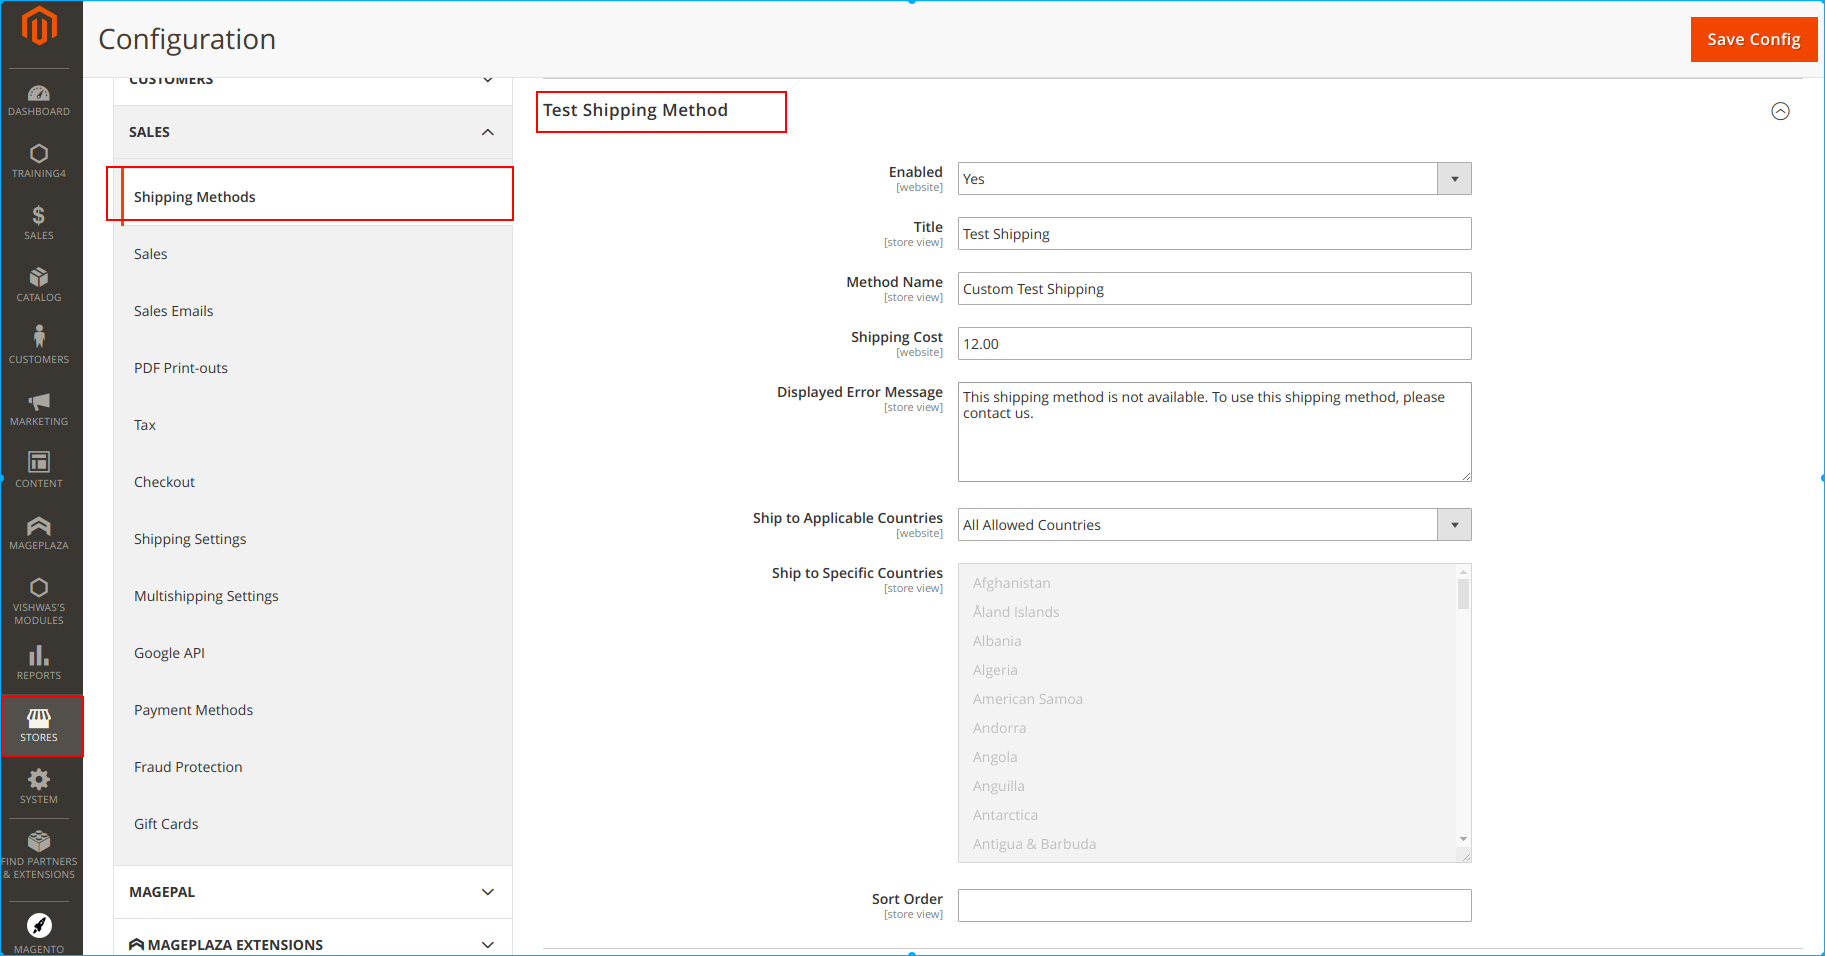 Configuration
Save Config
DASHBOARD
TRAINING4
SALES
CATALOG
CUSTOMERS
MARKETING
CONTENT
MAGEPLAZA
VISHWAS'S
MODULES
REPORTS
STORES
SYSTEM
FIND PARTNERS
& EXTENSIONS
MAGENTO
CUSTOMERS
SALES
Shipping Methods
Sales
Sales Emails
PDF Print-outs
Tax
Checkout
Shipping Settings
Multishipping Settings
Google API
Payment Methods
Fraud Protection
Gift Cards
MAGEPAL
MAGEPLAZA EXTENSIONS
Test Shipping Method
Enabled
[website]
Yes
Title
[store view]
Test Shipping
Method Name
[store view]
Custom Test Shipping
Shipping Cost
[website]
12.00
Displayed Error Message
[store view]
This shipping method is not available. To use this shipping method, please
contact us.
Ship to Applicable Countries
[website]
All Allowed Countries
Ship to Specific Countries
[store view]
Afghanistan
Åland Islands
Albania
Algeria
American Samoa
Andorra
Angola
Anguilla
Antarctica
Antigua & Barbuda
Sort Order
[store view]